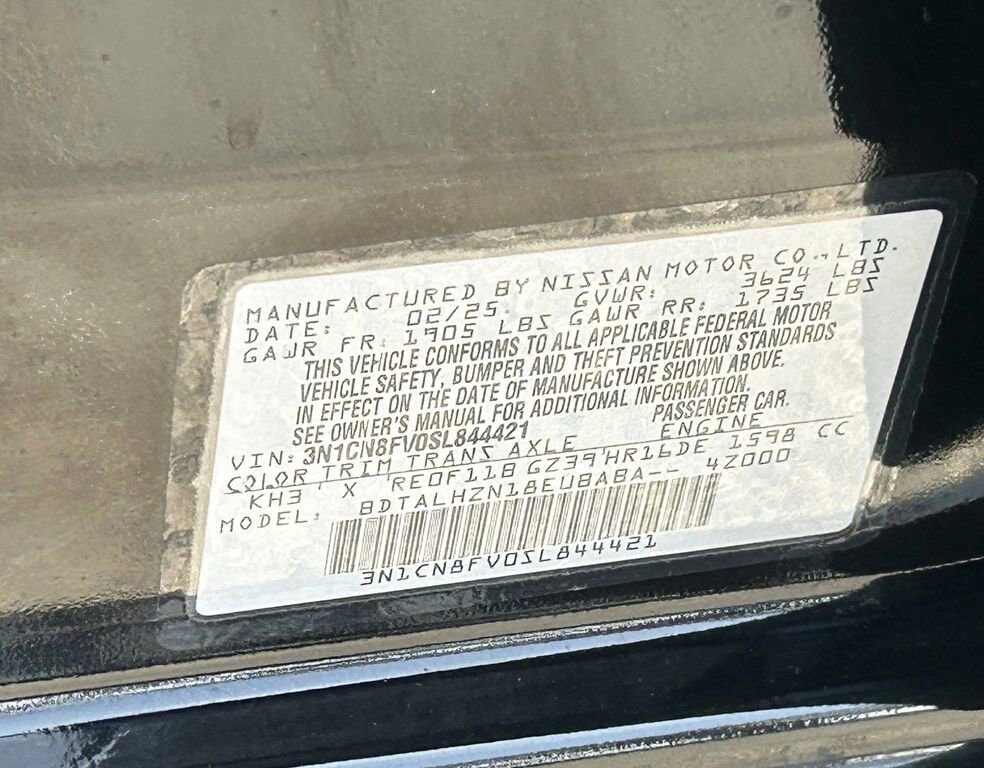 MANUFACTURED BY NISSAN MOTOR CO., LTD.
DATE: 02/25 GVWR: 3624 LBS
GAWR FR: 1905 LBS GAWR RR: 1735 LBS
THIS VEHICLE CONFORMS TO ALL APPLICABLE FEDERAL MOTOR
VEHICLE SAFETY, BUMPER AND THEFT PREVENTION STANDARDS
IN EFFECT ON THE DATE OF MANUFACTURE SHOWN ABOVE.
SEE OWNER'S MANUAL FOR ADDITIONAL INFORMATION.
VIN: 3N1CN8FV0SL844421 PASSENGER CAR.
COLOR TRIM TRANS AXLE ENGINE
KH3 X RE0F11B GZ39 HR16DE 1598 CC
MODEL: BDTALHZN18EUBABA-- 4Z000
3N1CN8FV0SL844421